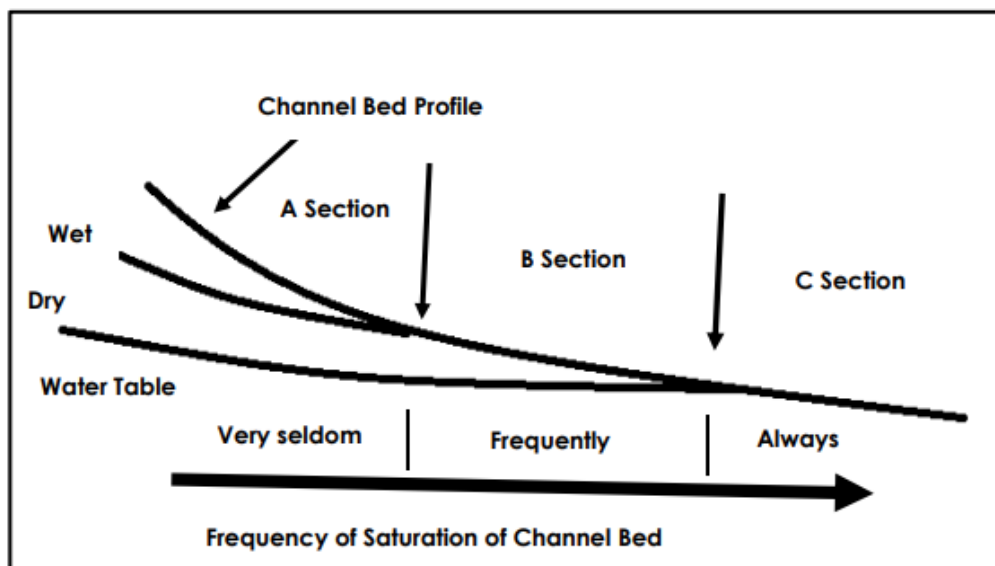 Channel Bed Profile
A Section
Wet
B Section
C Section
Dry
Water Table
Very seldom
Frequently
Always
Frequency of Saturation of Channel Bed